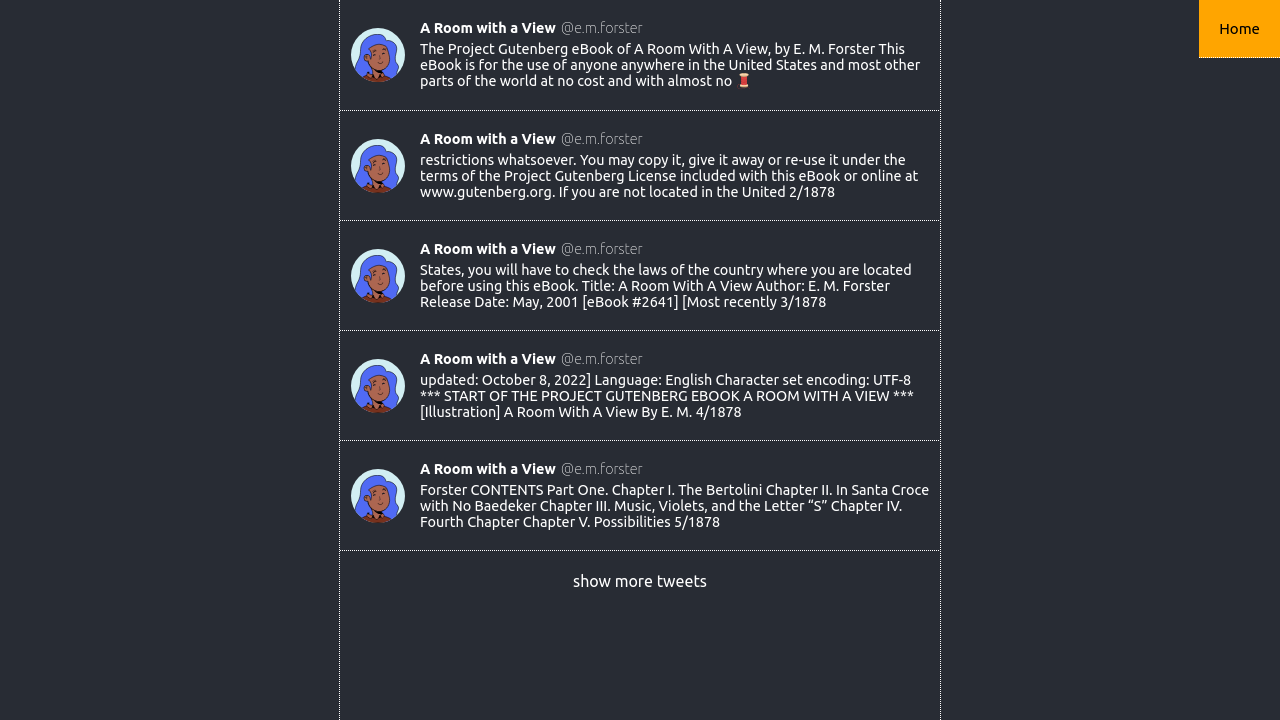 Home
A Room with a View @e.m.forster
The Project Gutenberg eBook of A Room With A View, by E. M. Forster This
eBook is for the use of anyone anywhere in the United States and most other
parts of the world at no cost and with almost no 🧵
A Room with a View @e.m.forster
restrictions whatsoever. You may copy it, give it away or re-use it under the
terms of the Project Gutenberg License included with this eBook or online at
www.gutenberg.org. If you are not located in the United 2/1878
A Room with a View @e.m.forster
States, you will have to check the laws of the country where you are located
before using this eBook. Title: A Room With A View Author: E. M. Forster
Release Date: May, 2001 [eBook #2641] [Most recently 3/1878
A Room with a View @e.m.forster
updated: October 8, 2022] Language: English Character set encoding: UTF-8
*** START OF THE PROJECT GUTENBERG EBOOK A ROOM WITH A VIEW ***
[Illustration] A Room With A View By E. M. 4/1878
A Room with a View @e.m.forster
Forster CONTENTS Part One. Chapter I. The Bertolini Chapter II. In Santa Croce
with No Baedeker Chapter III. Music, Violets, and the Letter “S” Chapter IV.
Fourth Chapter Chapter V. Possibilities 5/1878
show more tweets